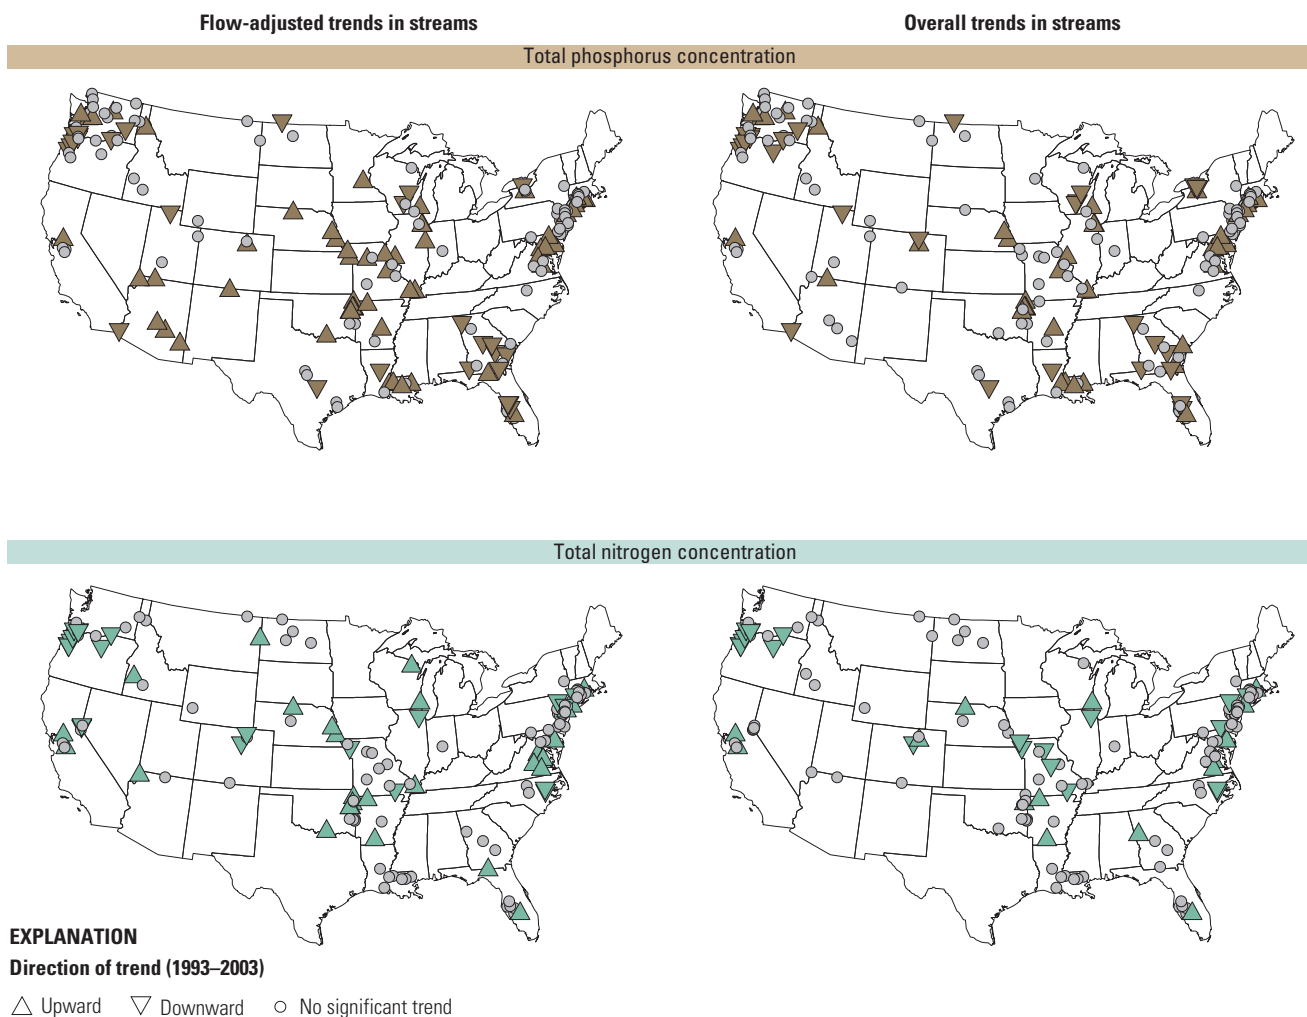 Flow-adjusted trends in streams
Overall trends in streams
Total phosphorus concentration
Total nitrogen concentration
EXPLANATION
Direction of trend (1993–2003)
Upward Downward No significant trend